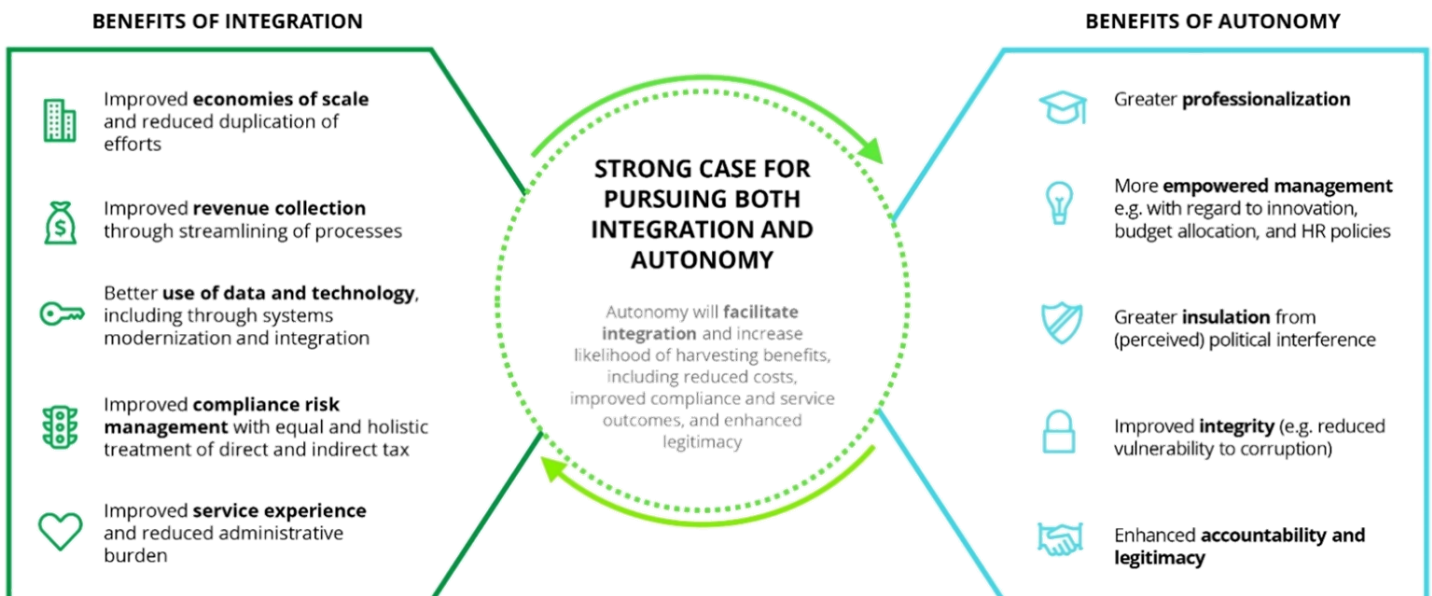 BENEFITS OF INTEGRATION
Improved economies of scale
and reduced duplication of
efforts
Improved revenue collection
through streamlining of processes
Better use of data and technology,
including through systems
modernization and integration
Improved compliance risk
management with equal and holistic
treatment of direct and indirect tax
Improved service experience
and reduced administrative
burden
STRONG CASE FOR
PURSUING BOTH
INTEGRATION AND
AUTONOMY
Autonomy will facilitate
integration and increase
likelihood of harvesting benefits,
including reduced costs,
improved compliance and service
outcomes, and enhanced
legitimacy
BENEFITS OF AUTONOMY
Greater professionalization
More empowered management
e.g. with regard to innovation,
budget allocation, and HR policies
Greater insulation from
(perceived) political interference
Improved integrity (e.g. reduced
vulnerability to corruption)
Enhanced accountability and
legitimacy
$